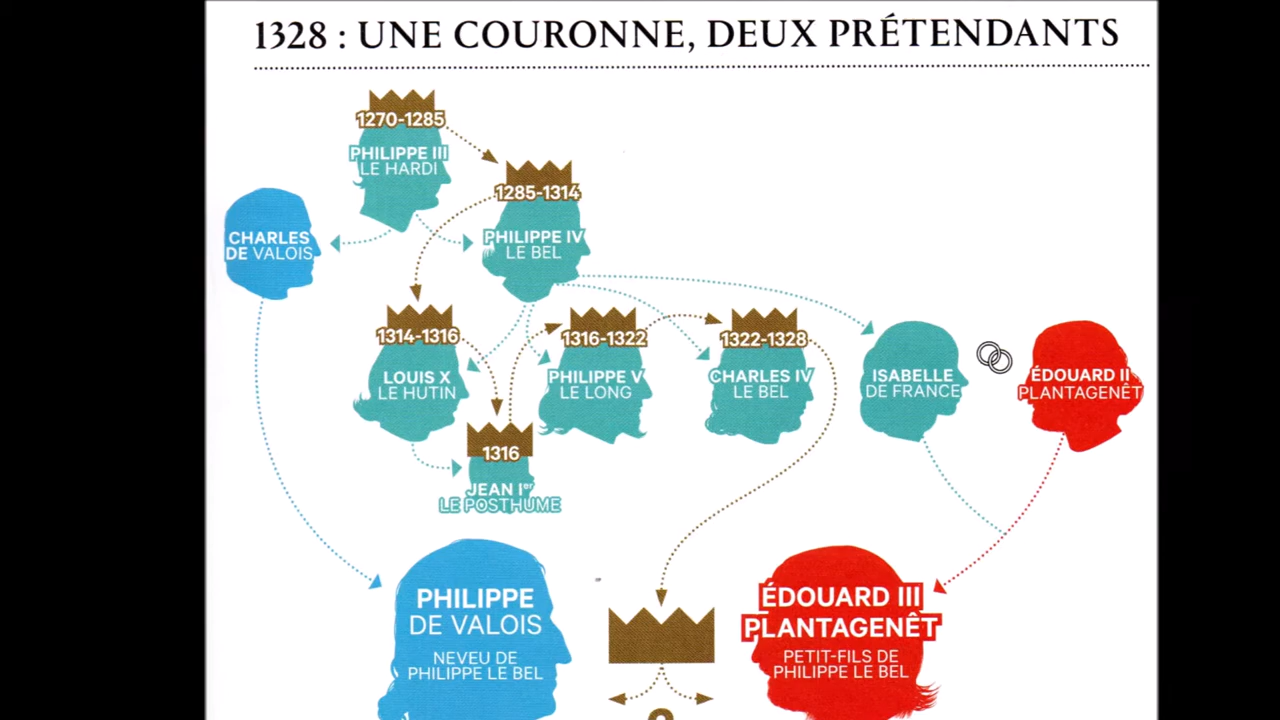 1328 : UNE COURONNE, DEUX PRÉTENDANTS
1270-1285
PHILIPPE III
LE HARDI
1285-1314
PHILIPPE IV
LE BEL
CHARLES
DE VALOIS
1314-1316
LOUIS X
LE HUTIN
1316-1322
PHILIPPE V
LE LONG
1322-1328
CHARLES IV
LE BEL
ISABELLE
DE FRANCE
ÉDOUARD II
PLANTAGENÊT
1316
JEAN Ier
LE POSTHUME
PHILIPPE
DE VALOIS
NEVEU DE
PHILIPPE LE BEL
ÉDOUARD III
PLANTAGENÊT
PETIT-FILS DE
PHILIPPE LE BEL
?